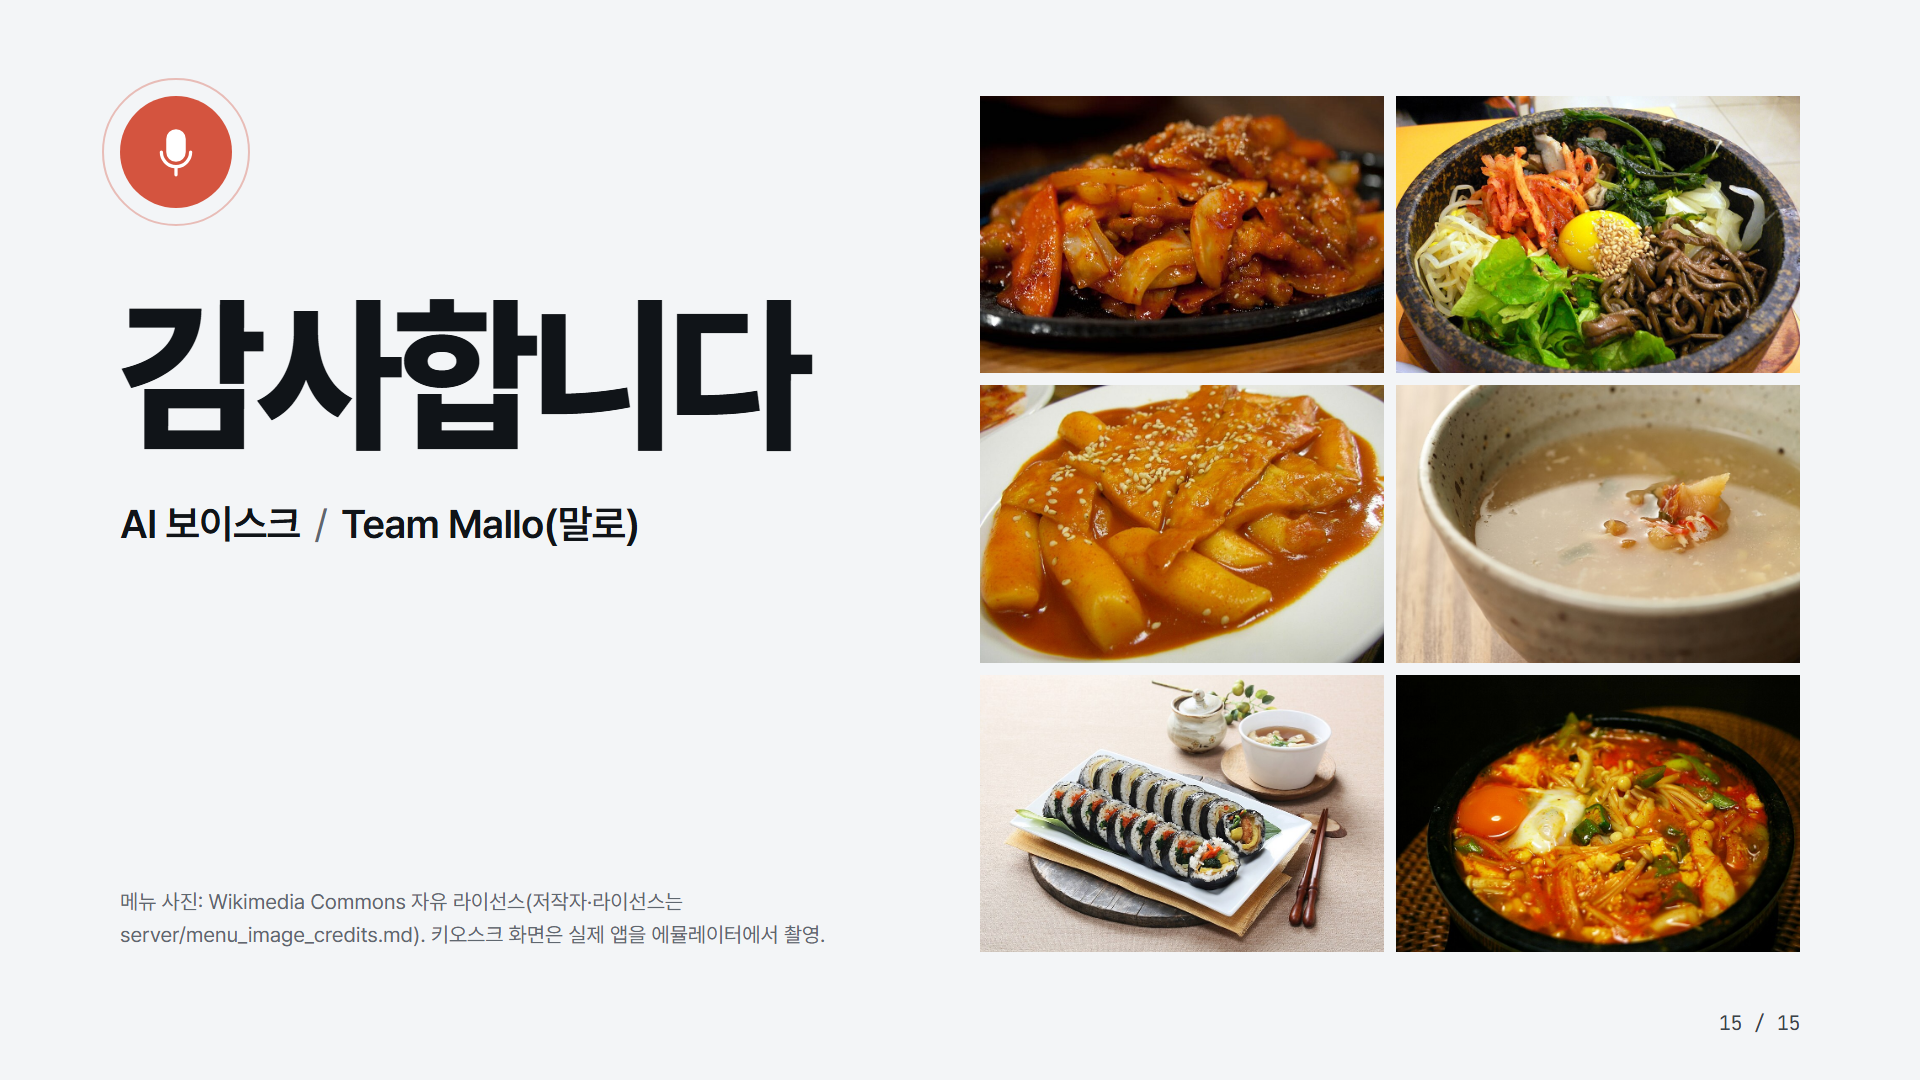 감사합니다
AI 보이스크 / Team Mallo(말로)
메뉴 사진: Wikimedia Commons 자유 라이선스(저작자·라이선스는
server/menu_image_credits.md). 키오스크 화면은 실제 앱을 에뮬레이터에서 촬영.
15 / 15